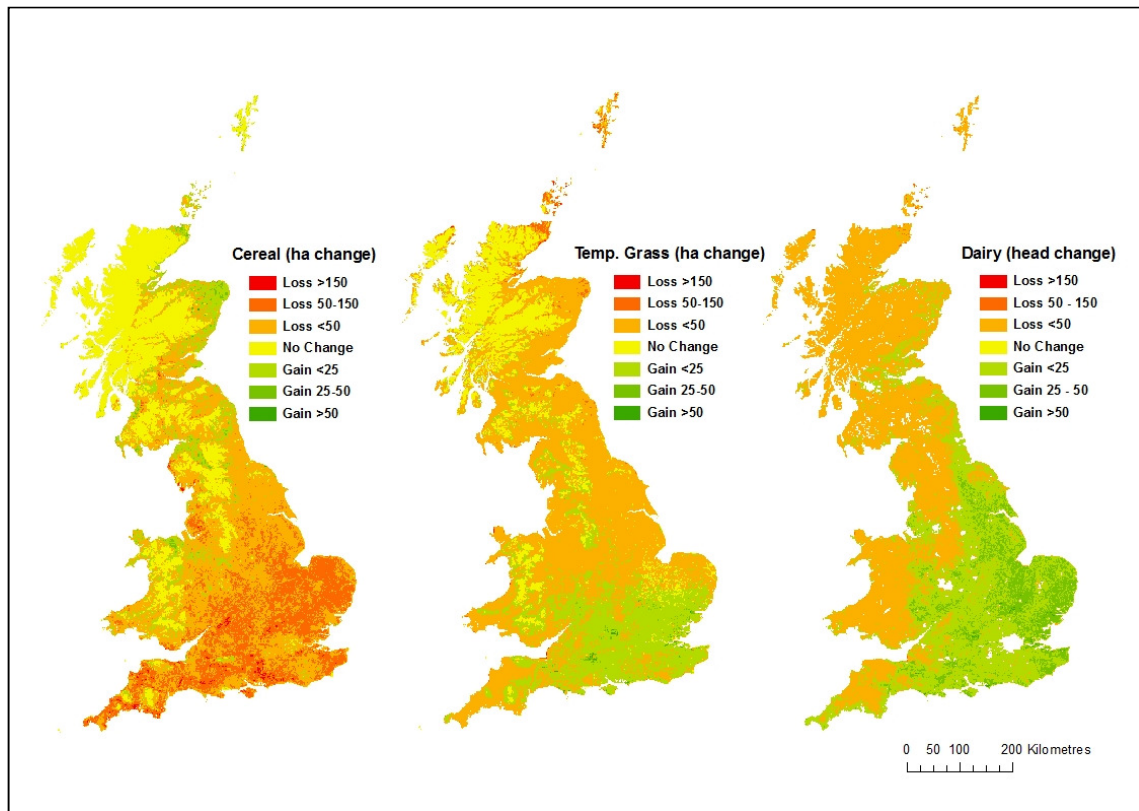 Cereal (ha change)
Loss >150
Loss 50-150
Loss <50
No Change
Gain <25
Gain 25-50
Gain >50
Temp. Grass (ha change)
Loss >150
Loss 50-150
Loss <50
No Change
Gain <25
Gain 25-50
Gain >50
Dairy (head change)
Loss >150
Loss 50 - 150
Loss <50
No Change
Gain <25
Gain 25 - 50
Gain >50
0 50 100 200 Kilometres